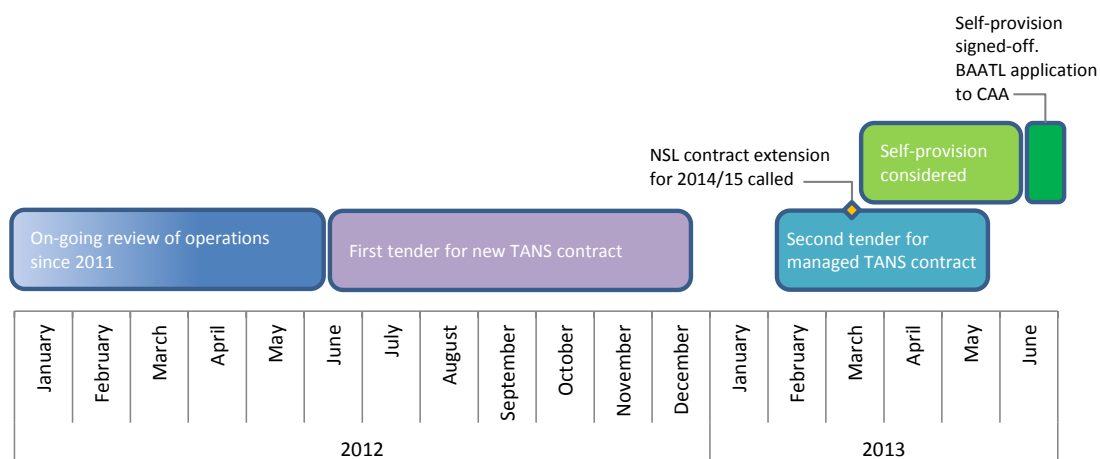 Self-provision
signed-off.
BAATL application
to CAA
NSL contract extension
for 2014/15 called
Self-provision
considered
On-going review of operations
since 2011
First tender for new TANS contract
Second tender for
managed TANS contract
January
February
March
April
May
June
July
August
September
October
November
December
January
February
March
April
May
June
2012
2013